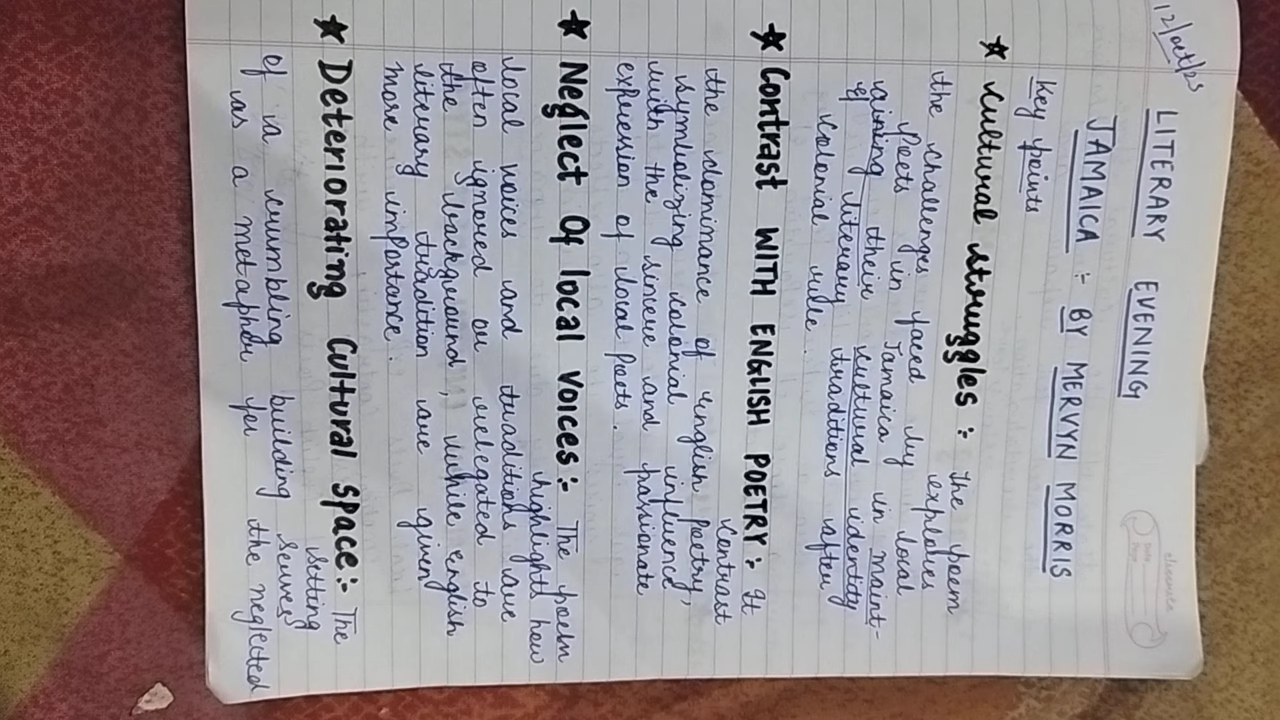 12/oct/25
LITERARY EVENING
JAMAICA :- BY MERVYN MORRIS
Key points
★ Cultural struggles :- The poem
explores
the challenges faced by local
Poets in Jamaica in maint-
aining their cultural identity
of literary traditions after
colonial rule.
★ Contrast WITH ENGLISH POETRY :- It
Contrast
the dominance of english Poetry,
symbolizing colonial influend,
with the sincere and passionate
expression of local Poets.
★ Neglect Of local Voices :- The poem
highlights how
local voices and traditions are
often ignored or relegated to
the background, while english
literary tradition are given
more importance.
★ Deteriorating Cultural space :- The
setting
of a crumbling building serves
as a metaphor for the neglected